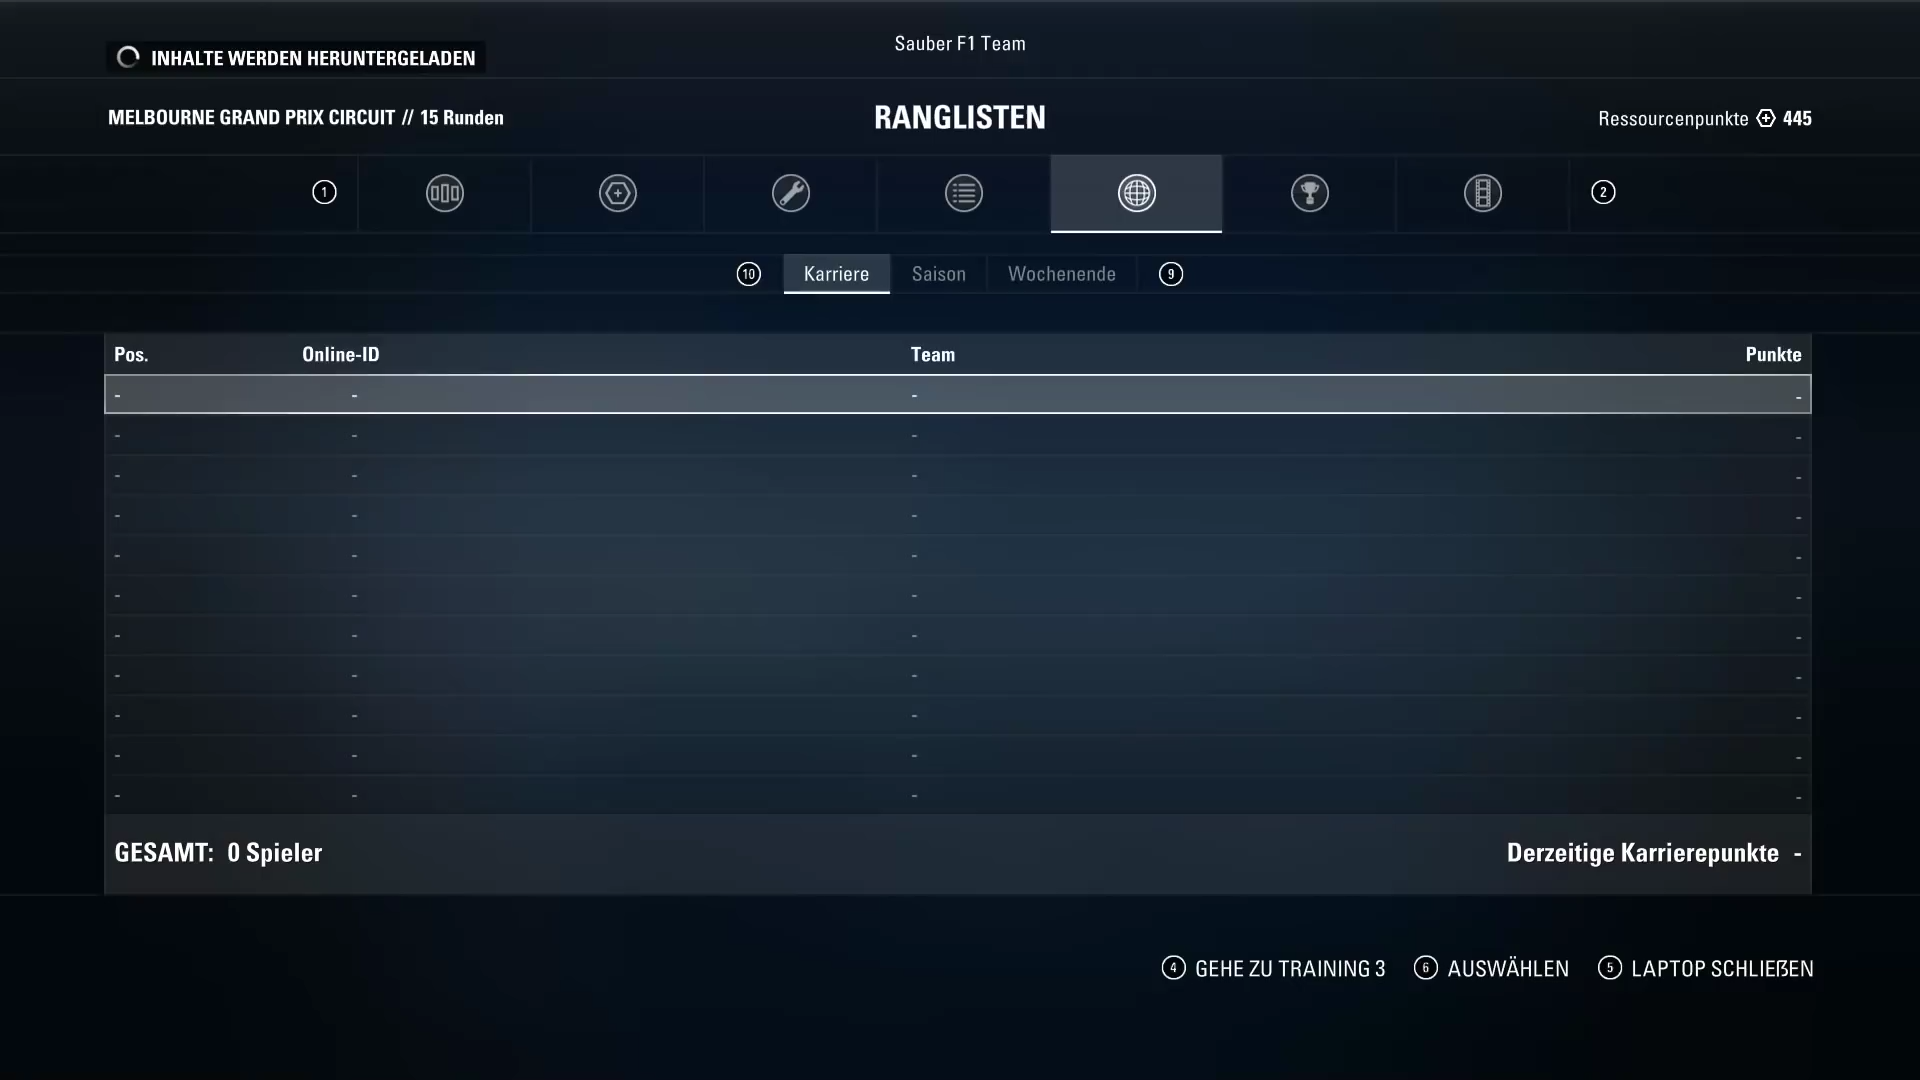 Sauber F1 Team
INHALTE WERDEN HERUNTERGELADEN
MELBOURNE GRAND PRIX CIRCUIT // 15 Runden
RANGLISTEN
Ressourcenpunkte 445
1
2
10 Karriere Saison Wochenende 9
Pos. Online-ID Team Punkte
- - - -
- - - -
- - - -
- - - -
- - - -
- - - -
- - - -
- - - -
- - - -
- - - -
- - - -
GESAMT: 0 Spieler
Derzeitige Karrierepunkte -
4 GEHE ZU TRAINING 3 6 AUSWÄHLEN 5 LAPTOP SCHLIEßEN